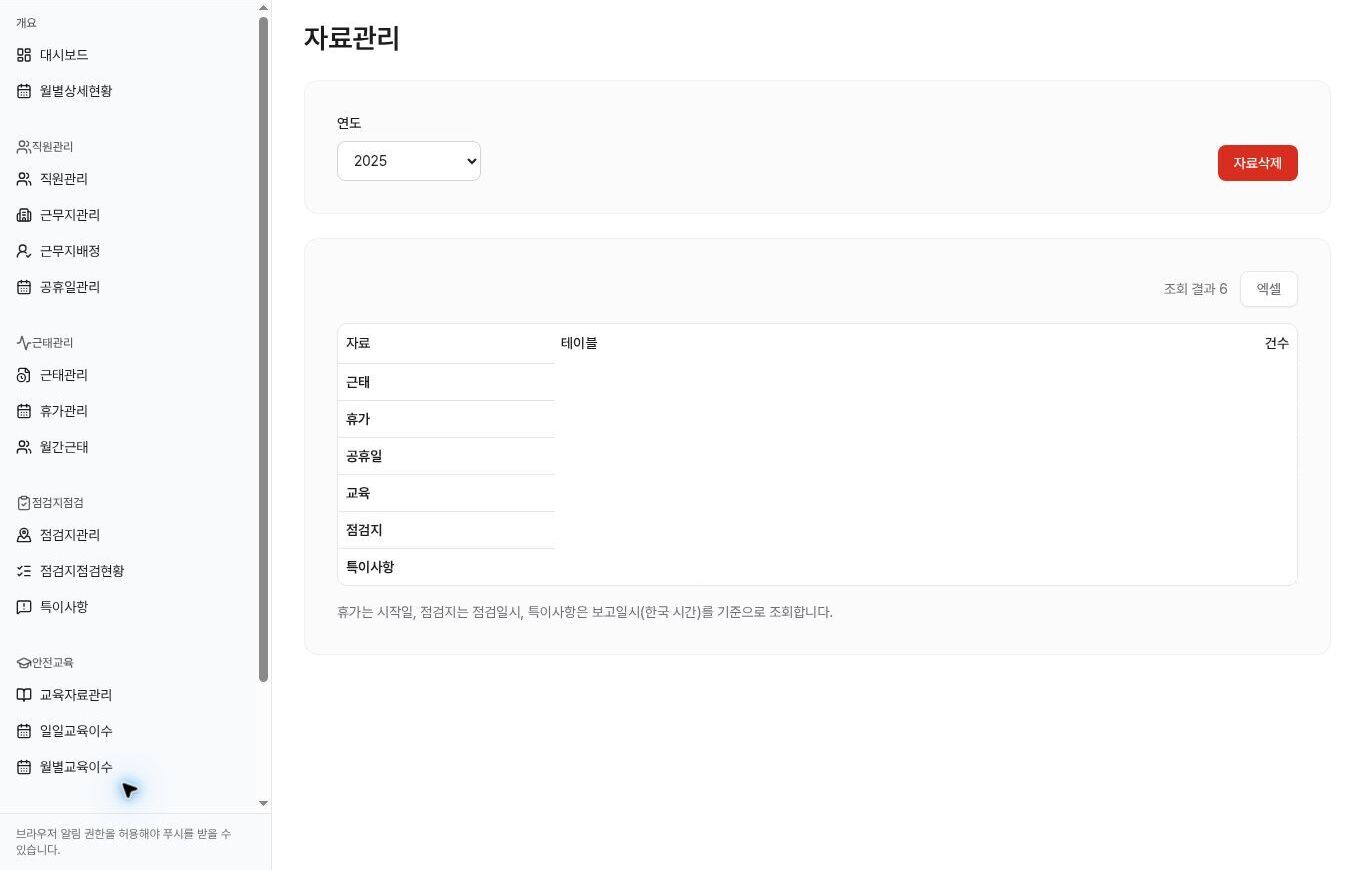 개요
대시보드
월별상세현황
직원관리
직원관리
근무지관리
근무지배정
공휴일관리
근태관리
근태관리
휴가관리
월간근태
점검지점검
점검지관리
점검지점검현황
특이사항
안전교육
교육자료관리
일일교육이수
월별교육이수
브라우저 알림 권한을 허용해야 푸시를 받을 수
있습니다.
자료관리
연도
2025
자료삭제
조회 결과 6 엑셀
자료 테이블 건수
근태
휴가
공휴일
교육
점검지
특이사항
휴가는 시작일, 점검지는 점검일시, 특이사항은 보고일시(한국 시간)를 기준으로 조회합니다.